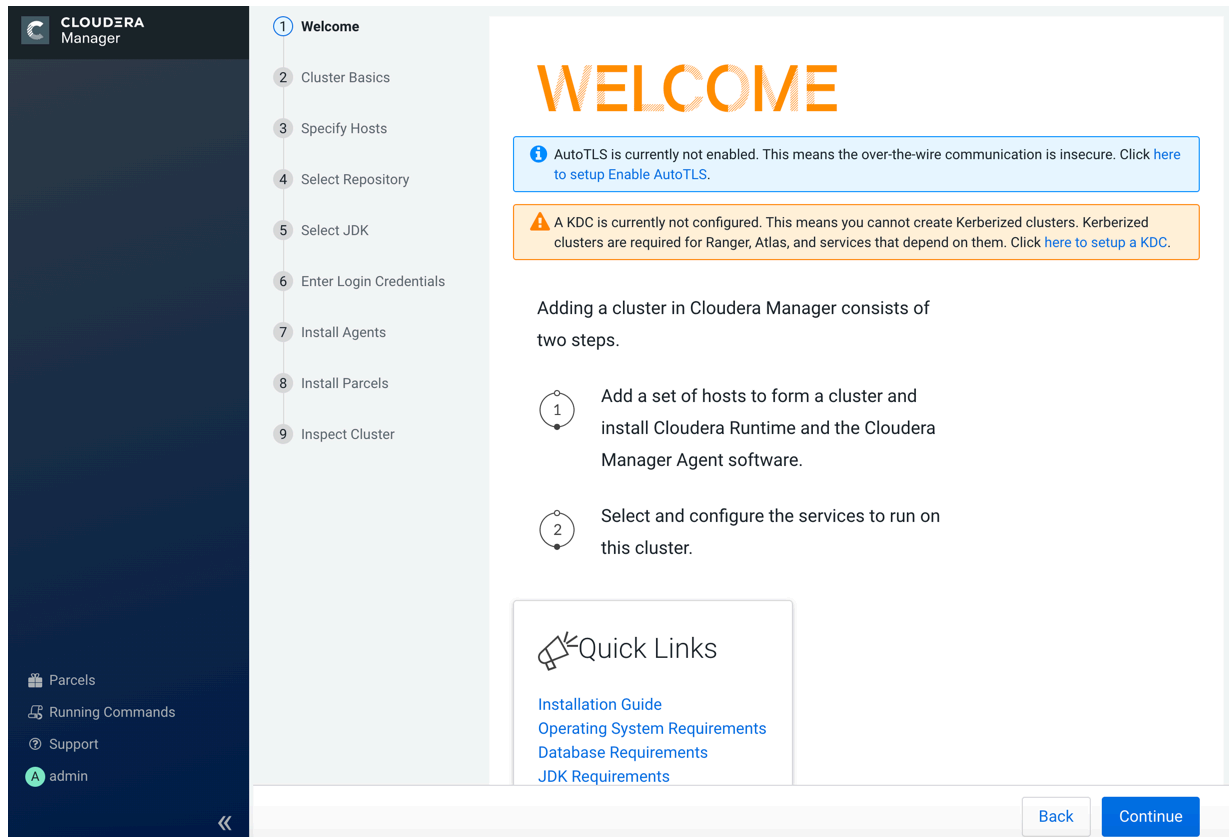 CLOUDERA
Manager
Parcels
Running Commands
Support
A admin
1 Welcome
2 Cluster Basics
3 Specify Hosts
4 Select Repository
5 Select JDK
6 Enter Login Credentials
7 Install Agents
8 Install Parcels
9 Inspect Cluster
WELCOME
AutoTLS is currently not enabled. This means the over-the-wire communication is insecure. Click here
to setup Enable AutoTLS.
A KDC is currently not configured. This means you cannot create Kerberized clusters. Kerberized
clusters are required for Ranger, Atlas, and services that depend on them. Click here to setup a KDC.
Adding a cluster in Cloudera Manager consists of
two steps.
1 Add a set of hosts to form a cluster and
install Cloudera Runtime and the Cloudera
Manager Agent software.
2 Select and configure the services to run on
this cluster.
Quick Links
Installation Guide
Operating System Requirements
Database Requirements
JDK Requirements
Back
Continue